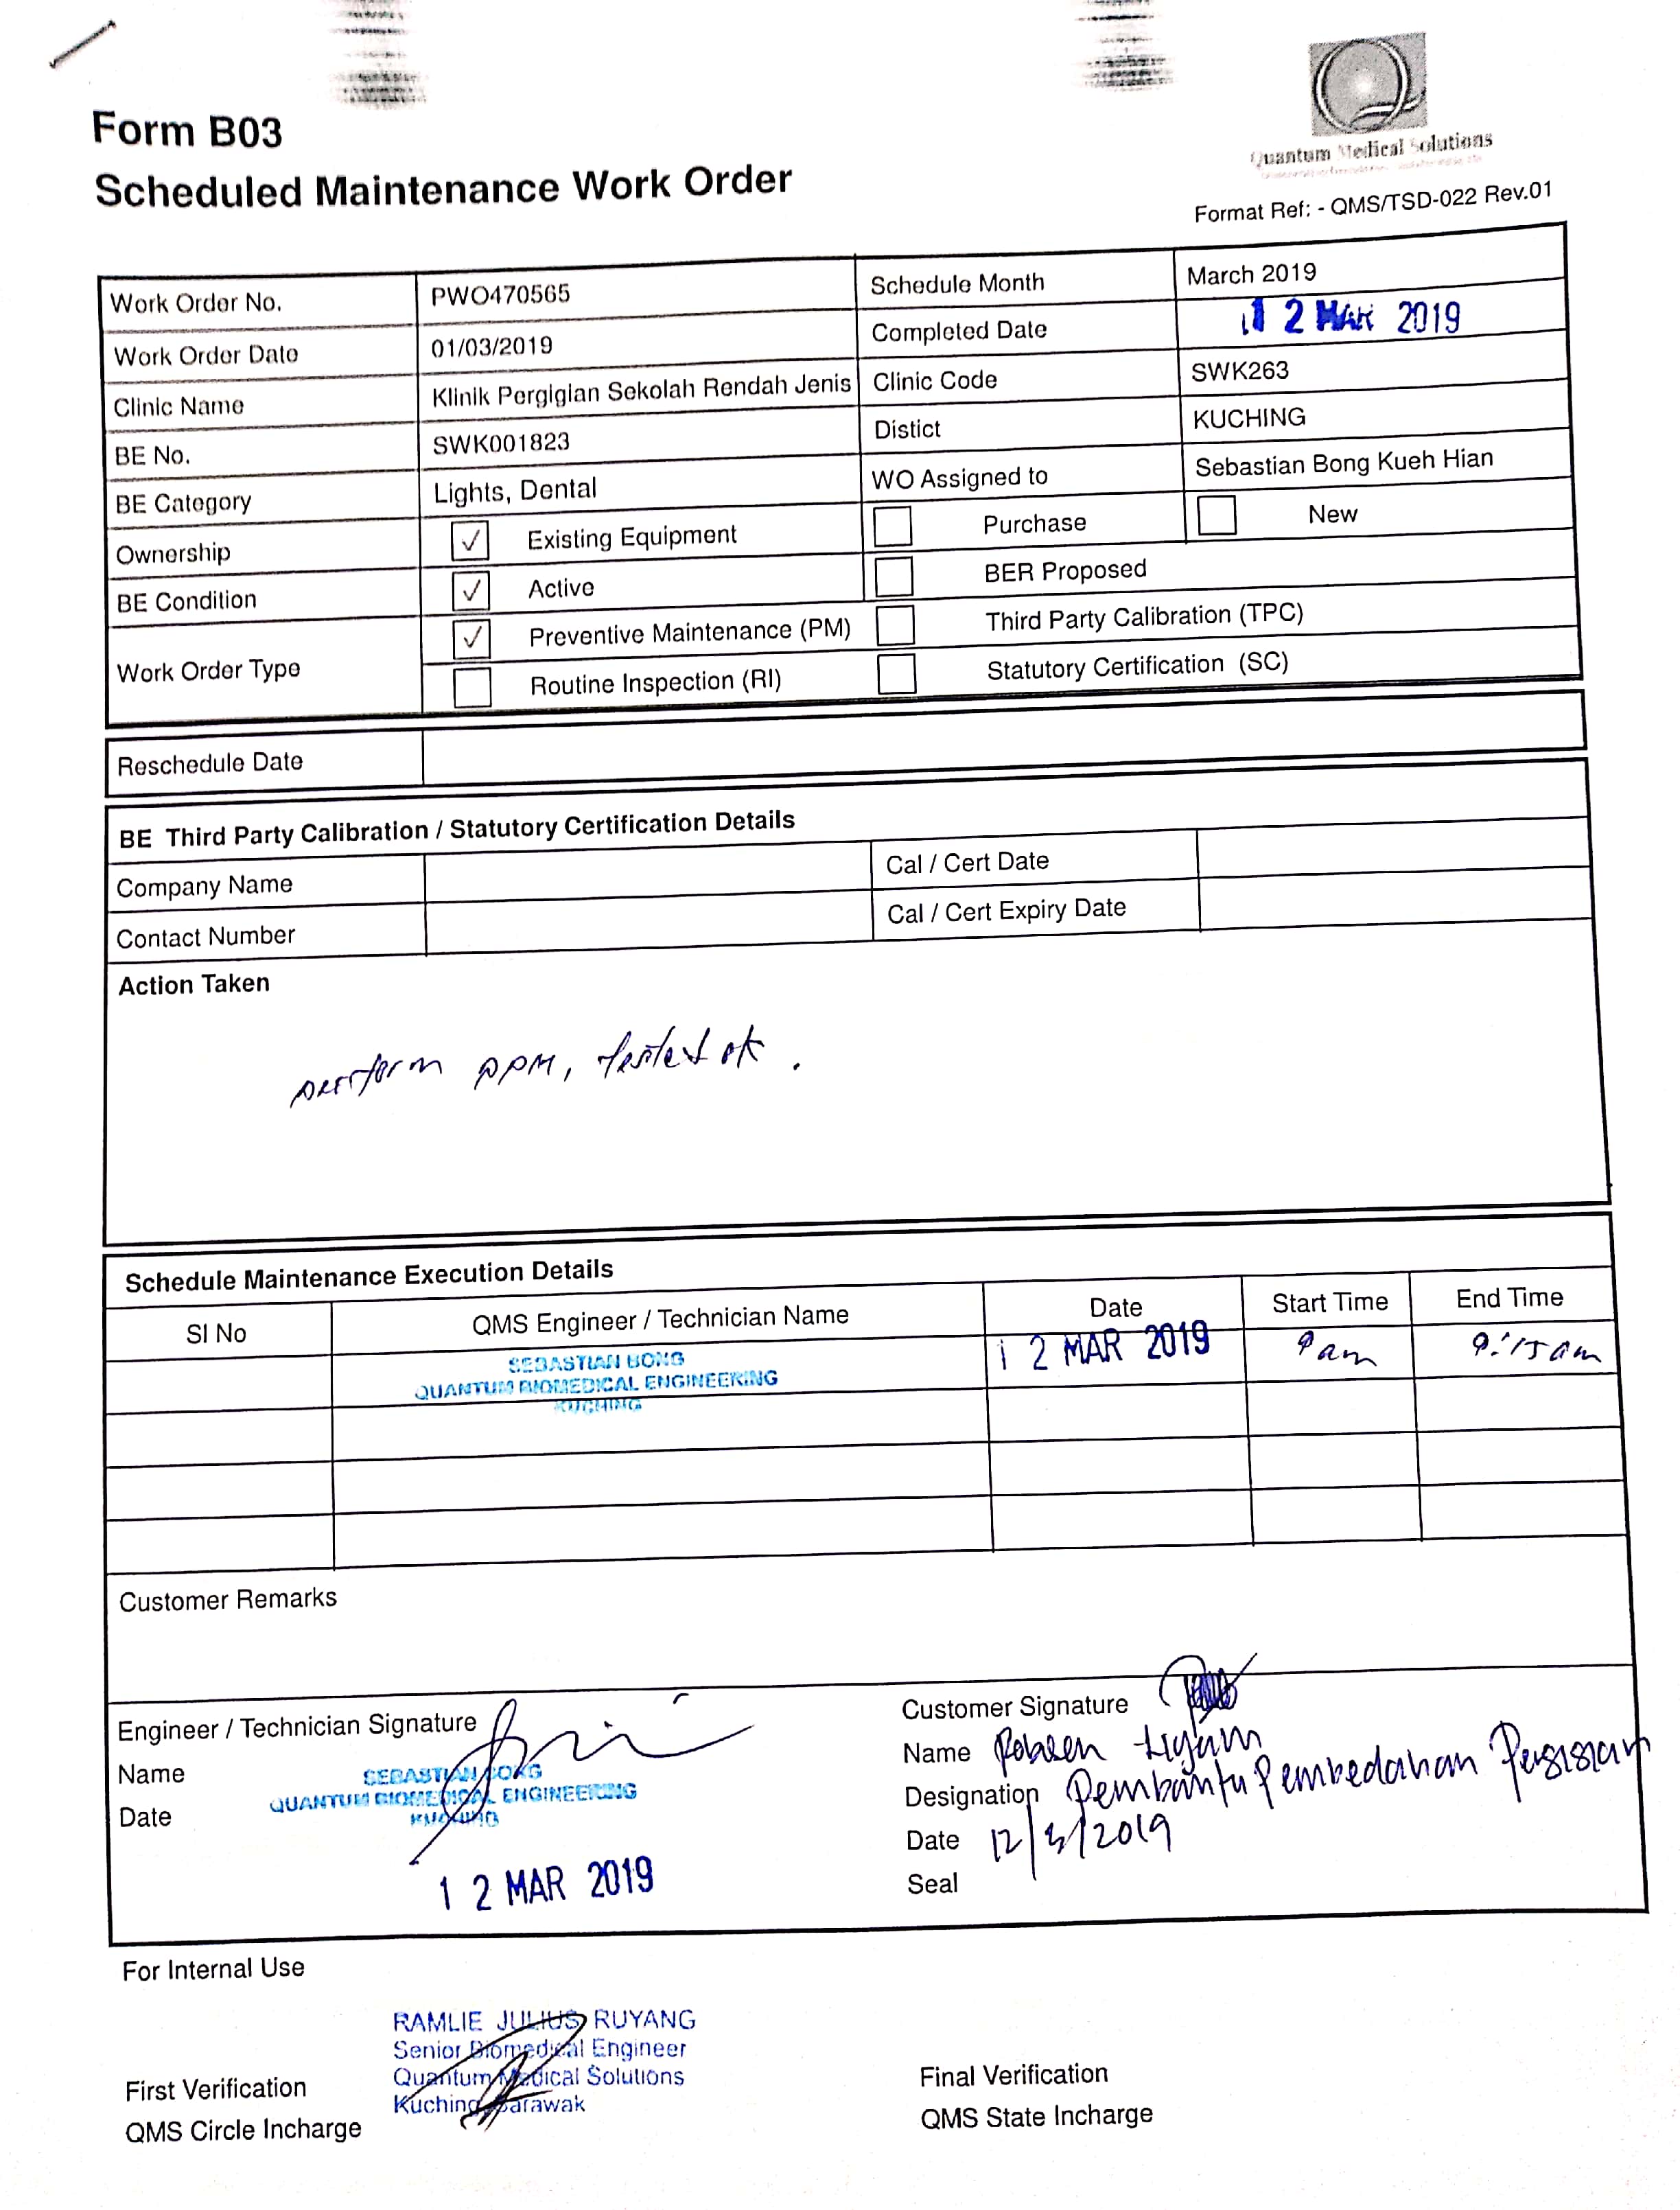 Form B03
Scheduled Maintenance Work Order
Quantum Medical Solutions
Format Ref: - QMS/TSD-022 Rev.01
Work Order No. PWO470565 Schedule Month March 2019
Work Order Date 01/03/2019 Completed Date 12 MAR 2019
Clinic Name Klinik Pergigian Sekolah Rendah Jenis Clinic Code SWK263
BE No. SWK001823 Distict KUCHING
BE Category Lights, Dental WO Assigned to Sebastian Bong Kueh Hian
Ownership ✓ Existing Equipment Purchase New
BE Condition ✓ Active BER Proposed
Work Order Type ✓ Preventive Maintenance (PM) Third Party Calibration (TPC)
Routine Inspection (RI) Statutory Certification (SC)
Reschedule Date
BE Third Party Calibration / Statutory Certification Details
Company Name Cal / Cert Date
Contact Number Cal / Cert Expiry Date
Action Taken
perform ppm, tested ok.
Schedule Maintenance Execution Details
SI No QMS Engineer / Technician Name Date Start Time End Time
SEBASTIAN BONG 12 MAR 2019 9am 9:15am
QUANTUM BIOMEDICAL ENGINEERING
KUCHING
Customer Remarks
Engineer / Technician Signature
Name SEBASTIAN BONG
QUANTUM BIOMEDICAL ENGINEERING
KUCHING
Date 12 MAR 2019
Customer Signature
Name
Designation Pembantu Pembedahan Pergigian
Date 12/3/2019
Seal
For Internal Use
RAMLIE JULIUS RUYANG
Senior Biomedical Engineer
Quantum Medical Solutions
Kuching Sarawak
First Verification
QMS Circle Incharge
Final Verification
QMS State Incharge